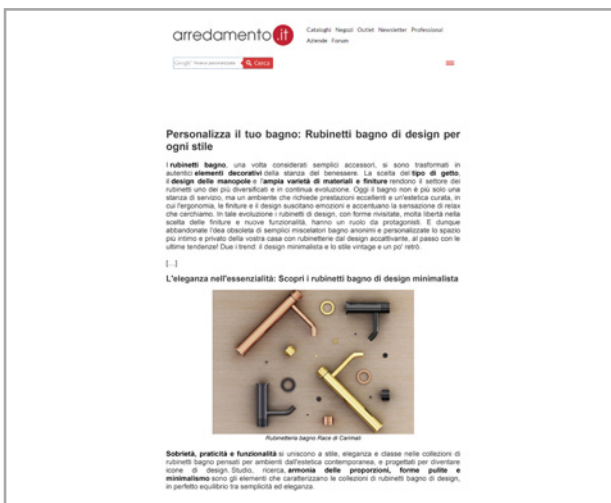 arredamento.it
Cataloghi Negozi Outlet Newsletter Professional
Aziende Forum
Google Ricerca personalizzata Cerca
Personalizza il tuo bagno: Rubinetti bagno di design per
ogni stile
I rubinetti bagno, una volta considerati semplici accessori, si sono trasformati in
autentici elementi decorativi della stanza del benessere. La scelta del tipo di getto,
il design delle manopole e l'ampia varietà di materiali e finiture rendono il settore dei
rubinetti uno dei più diversificati e in continua evoluzione. Oggi il bagno non è più solo una
stanza di servizio, ma un ambiente che richiede prestazioni eccellenti e un'estetica curata, in
cui l'ergonomia, le finiture e il design suscitano emozioni e accentuano la sensazione di relax
che cerchiamo. In tale evoluzione i rubinetti di design, con forme rivisitate, molta libertà nella
scelta delle finiture e nuove funzionalità, hanno un ruolo da protagonisti. E dunque
abbandonate l'idea obsoleta di semplici miscelatori bagno anonimi e personalizzate lo spazio
più intimo e privato della vostra casa con rubinetterie dal design accattivante, al passo con le
ultime tendenze! Due i trend: il design minimalista e lo stile vintage e un po' retrò.
[…]
L'eleganza nell'essenzialità: Scopri i rubinetti bagno di design minimalista
Rubinetteria bagno Race di Carimali
Sobrietà, praticità e funzionalità si uniscono a stile, eleganza e classe nelle collezioni di
rubinetti bagno pensati per ambienti dall'estetica contemporanea, e progettati per diventare
icone di design. Studio, ricerca, armonia delle proporzioni, forme pulite e
minimalismo sono gli elementi che caratterizzano le collezioni di rubinetti bagno di design,
in perfetto equilibrio tra semplicità ed eleganza.